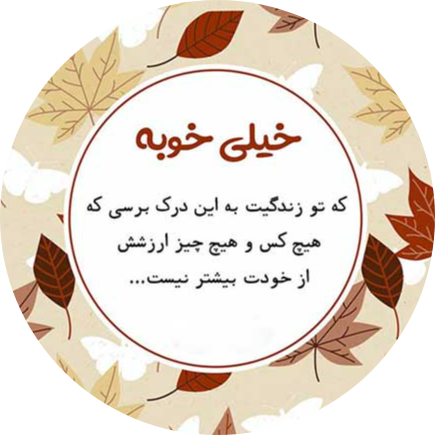 خیلی خوبه
که تو زندگیت به این درک برسی که
هیچ کس و هیچ چیز ارزشش
از خودت بیشتر نیست...